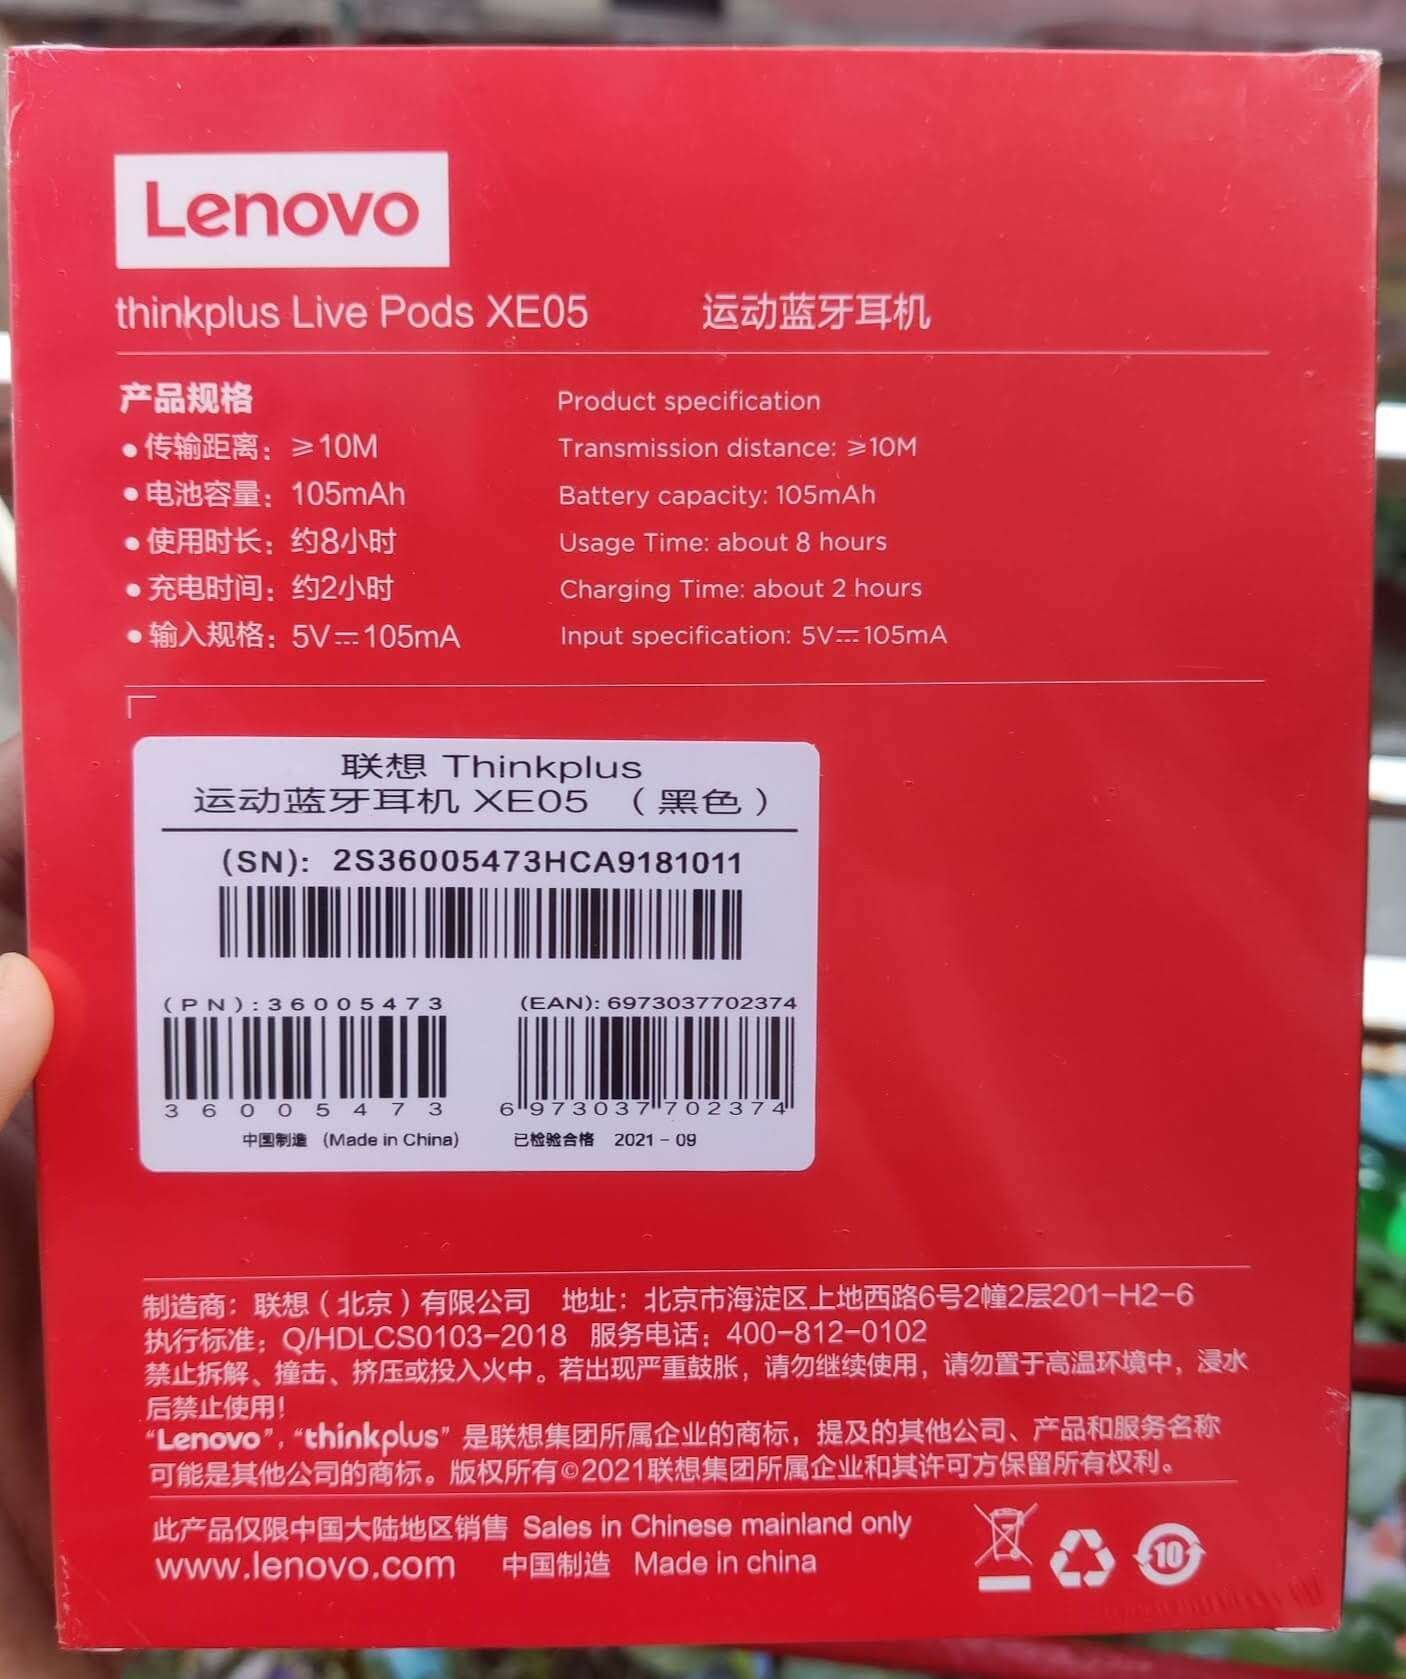 Lenovo
thinkplus Live Pods XE05 运动蓝牙耳机
产品规格 Product specification
● 传输距离：≥10M Transmission distance: ≥10M
● 电池容量：105mAh Battery capacity: 105mAh
● 使用时长：约8小时 Usage Time: about 8 hours
● 充电时间：约2小时 Charging Time: about 2 hours
● 输入规格：5V⎓105mA Input specification: 5V⎓105mA
联想 Thinkplus
运动蓝牙耳机 XE05 （黑色）
(SN): 2S36005473HCA9181011
(PN):36005473 (EAN): 6973037702374
36005473 6973037702374
中国制造 (Made in China) 已检验合格 2021-09
制造商：联想（北京）有限公司 地址：北京市海淀区上地西路6号2幢2层201-H2-6
执行标准：Q/HDLCS0103-2018 服务电话：400-812-0102
禁止拆解、撞击、挤压或投入火中。若出现严重鼓胀，请勿继续使用，请勿置于高温环境中，浸水
后禁止使用！
“Lenovo”，“thinkplus” 是联想集团所属企业的商标，提及的其他公司、产品和服务名称
可能是其他公司的商标。版权所有©2021联想集团所属企业和其许可方保留所有权利。
此产品仅限中国大陆地区销售 Sales in Chinese mainland only
www.lenovo.com 中国制造 Made in china
10